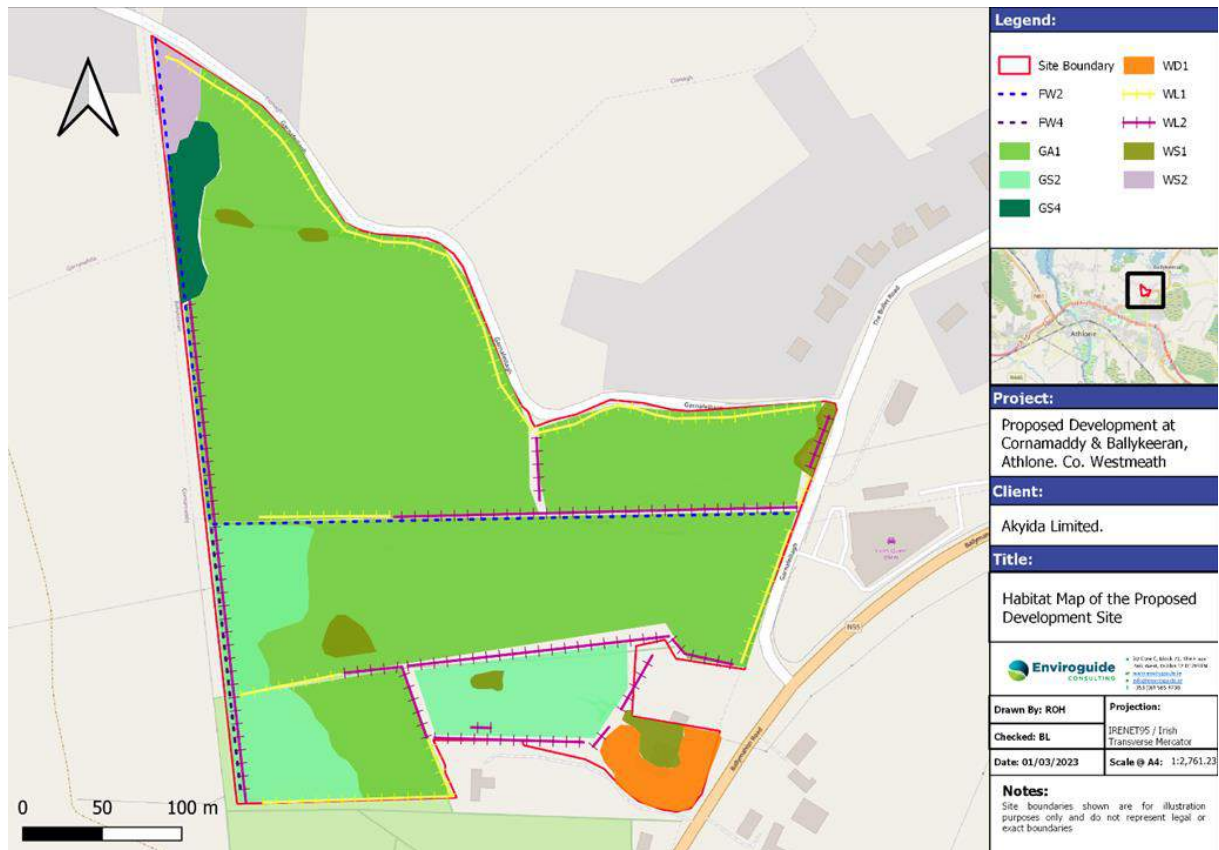 Legend:
Site Boundary
FW2
FW4
GA1
GS2
GS4
WD1
WL1
WL2
WS1
WS2
Athlone
Project:
Proposed Development at
Cornamaddy & Ballykeeran,
Athlone. Co. Westmeath
Client:
Akyida Limited.
Title:
Habitat Map of the Proposed
Development Site
Enviroguide
CONSULTING
Drawn By: ROH
Checked: BL
Date: 01/03/2023
Projection:
IRENET95 / Irish
Transverse Mercator
Scale @ A4: 1:2,761.23
Notes:
Site boundaries shown are for illustration
purposes only and do not represent legal or
exact boundaries
0 50 100 m
N55
Ballymahon Road